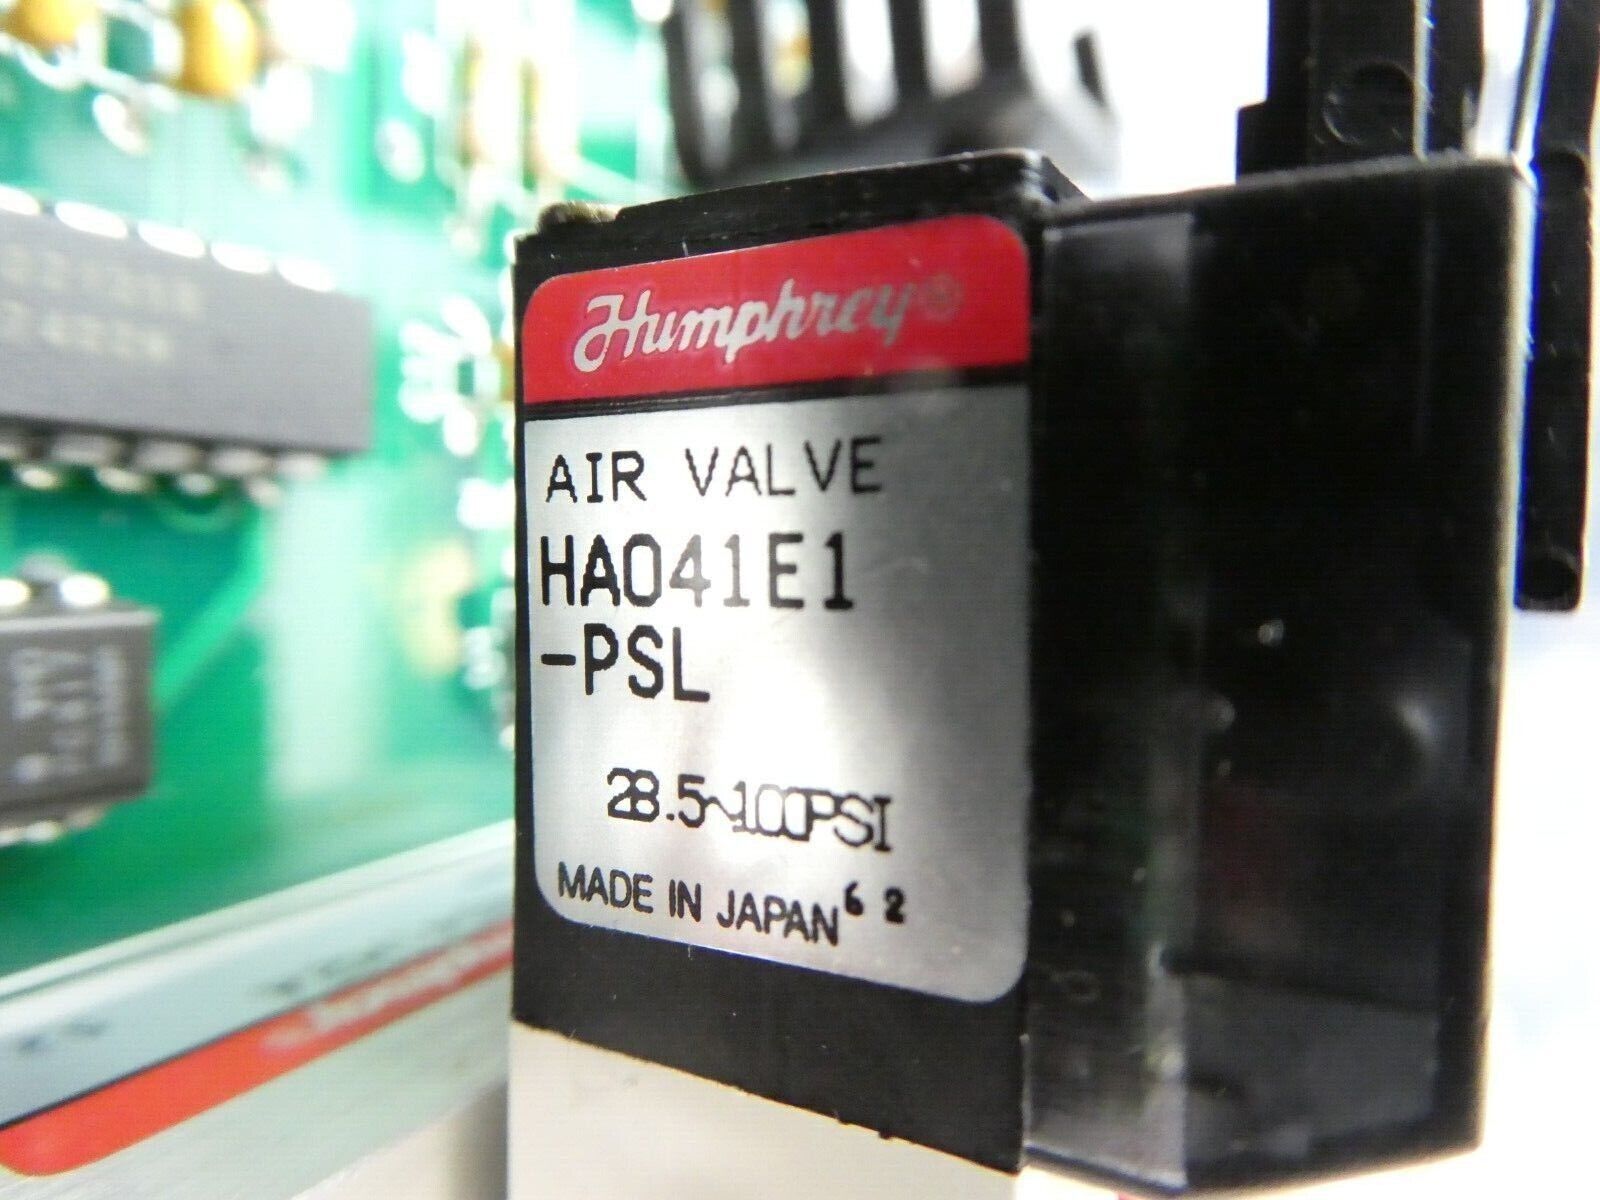 Humphrey®
AIR VALVE
HA041E1
-PSL
28.5~100PSI
MADE IN JAPAN 6 2